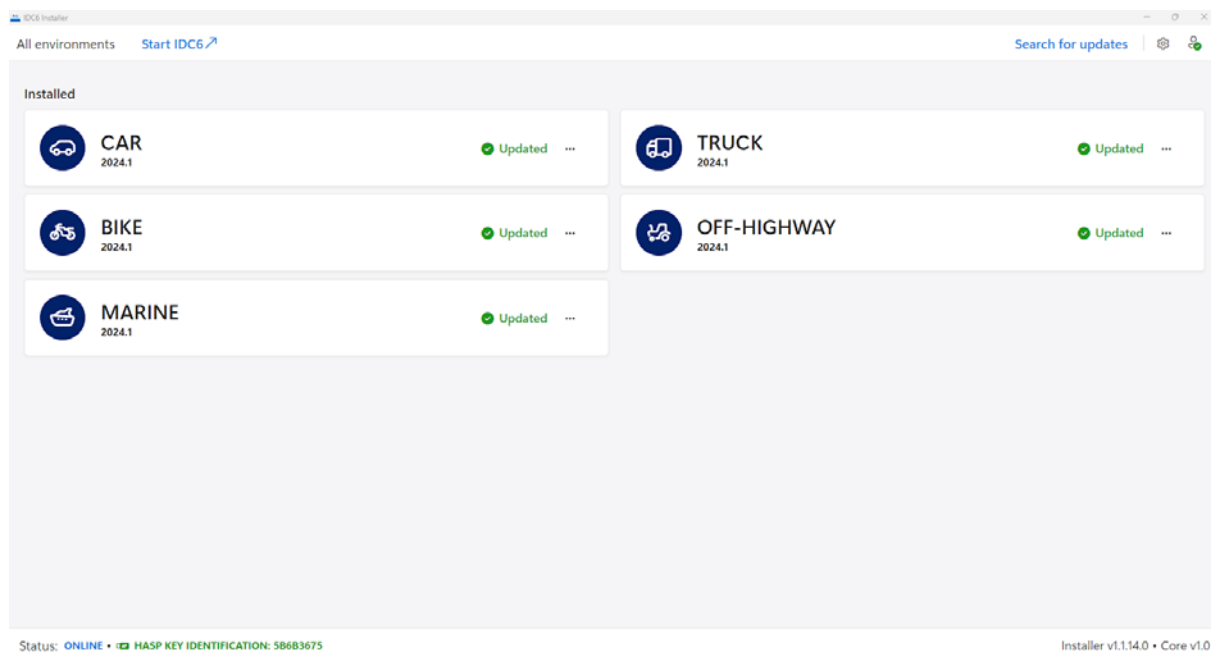 IDC6 Installer
All environments Start IDC6 Search for updates
Installed
CAR
2024.1
Updated
TRUCK
2024.1
Updated
BIKE
2024.1
Updated
OFF-HIGHWAY
2024.1
Updated
MARINE
2024.1
Updated
Status: ONLINE • HASP KEY IDENTIFICATION: 5B6B3675
Installer v1.1.14.0 • Core v1.0